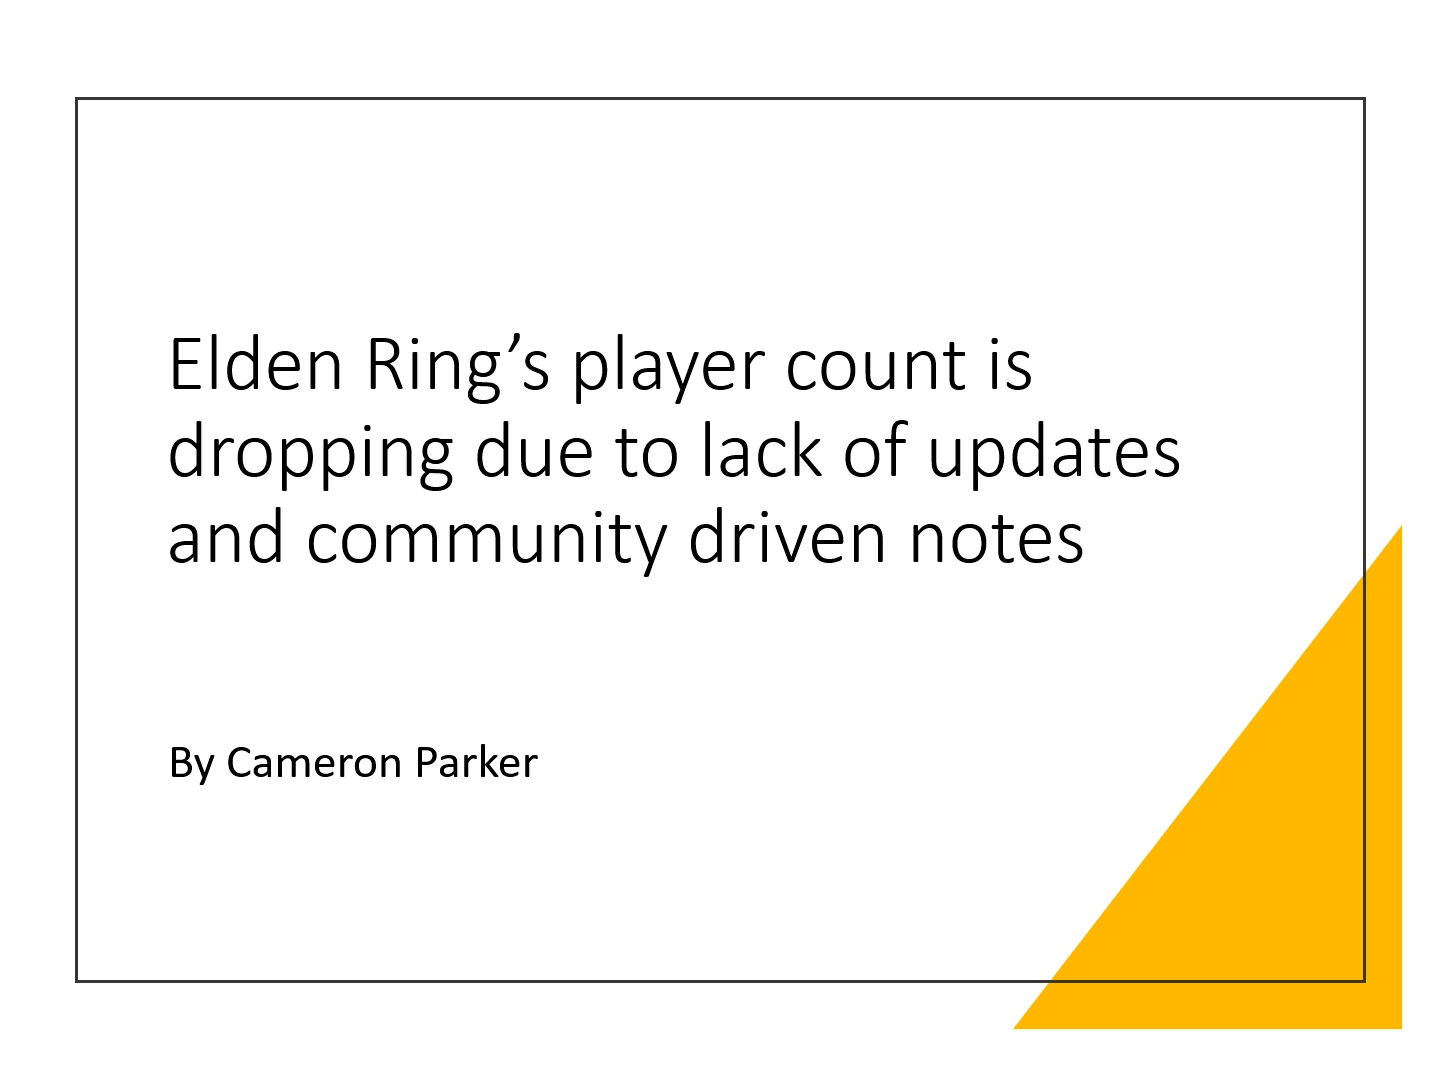 Elden Ring’s player count is
dropping due to lack of updates
and community driven notes
By Cameron Parker